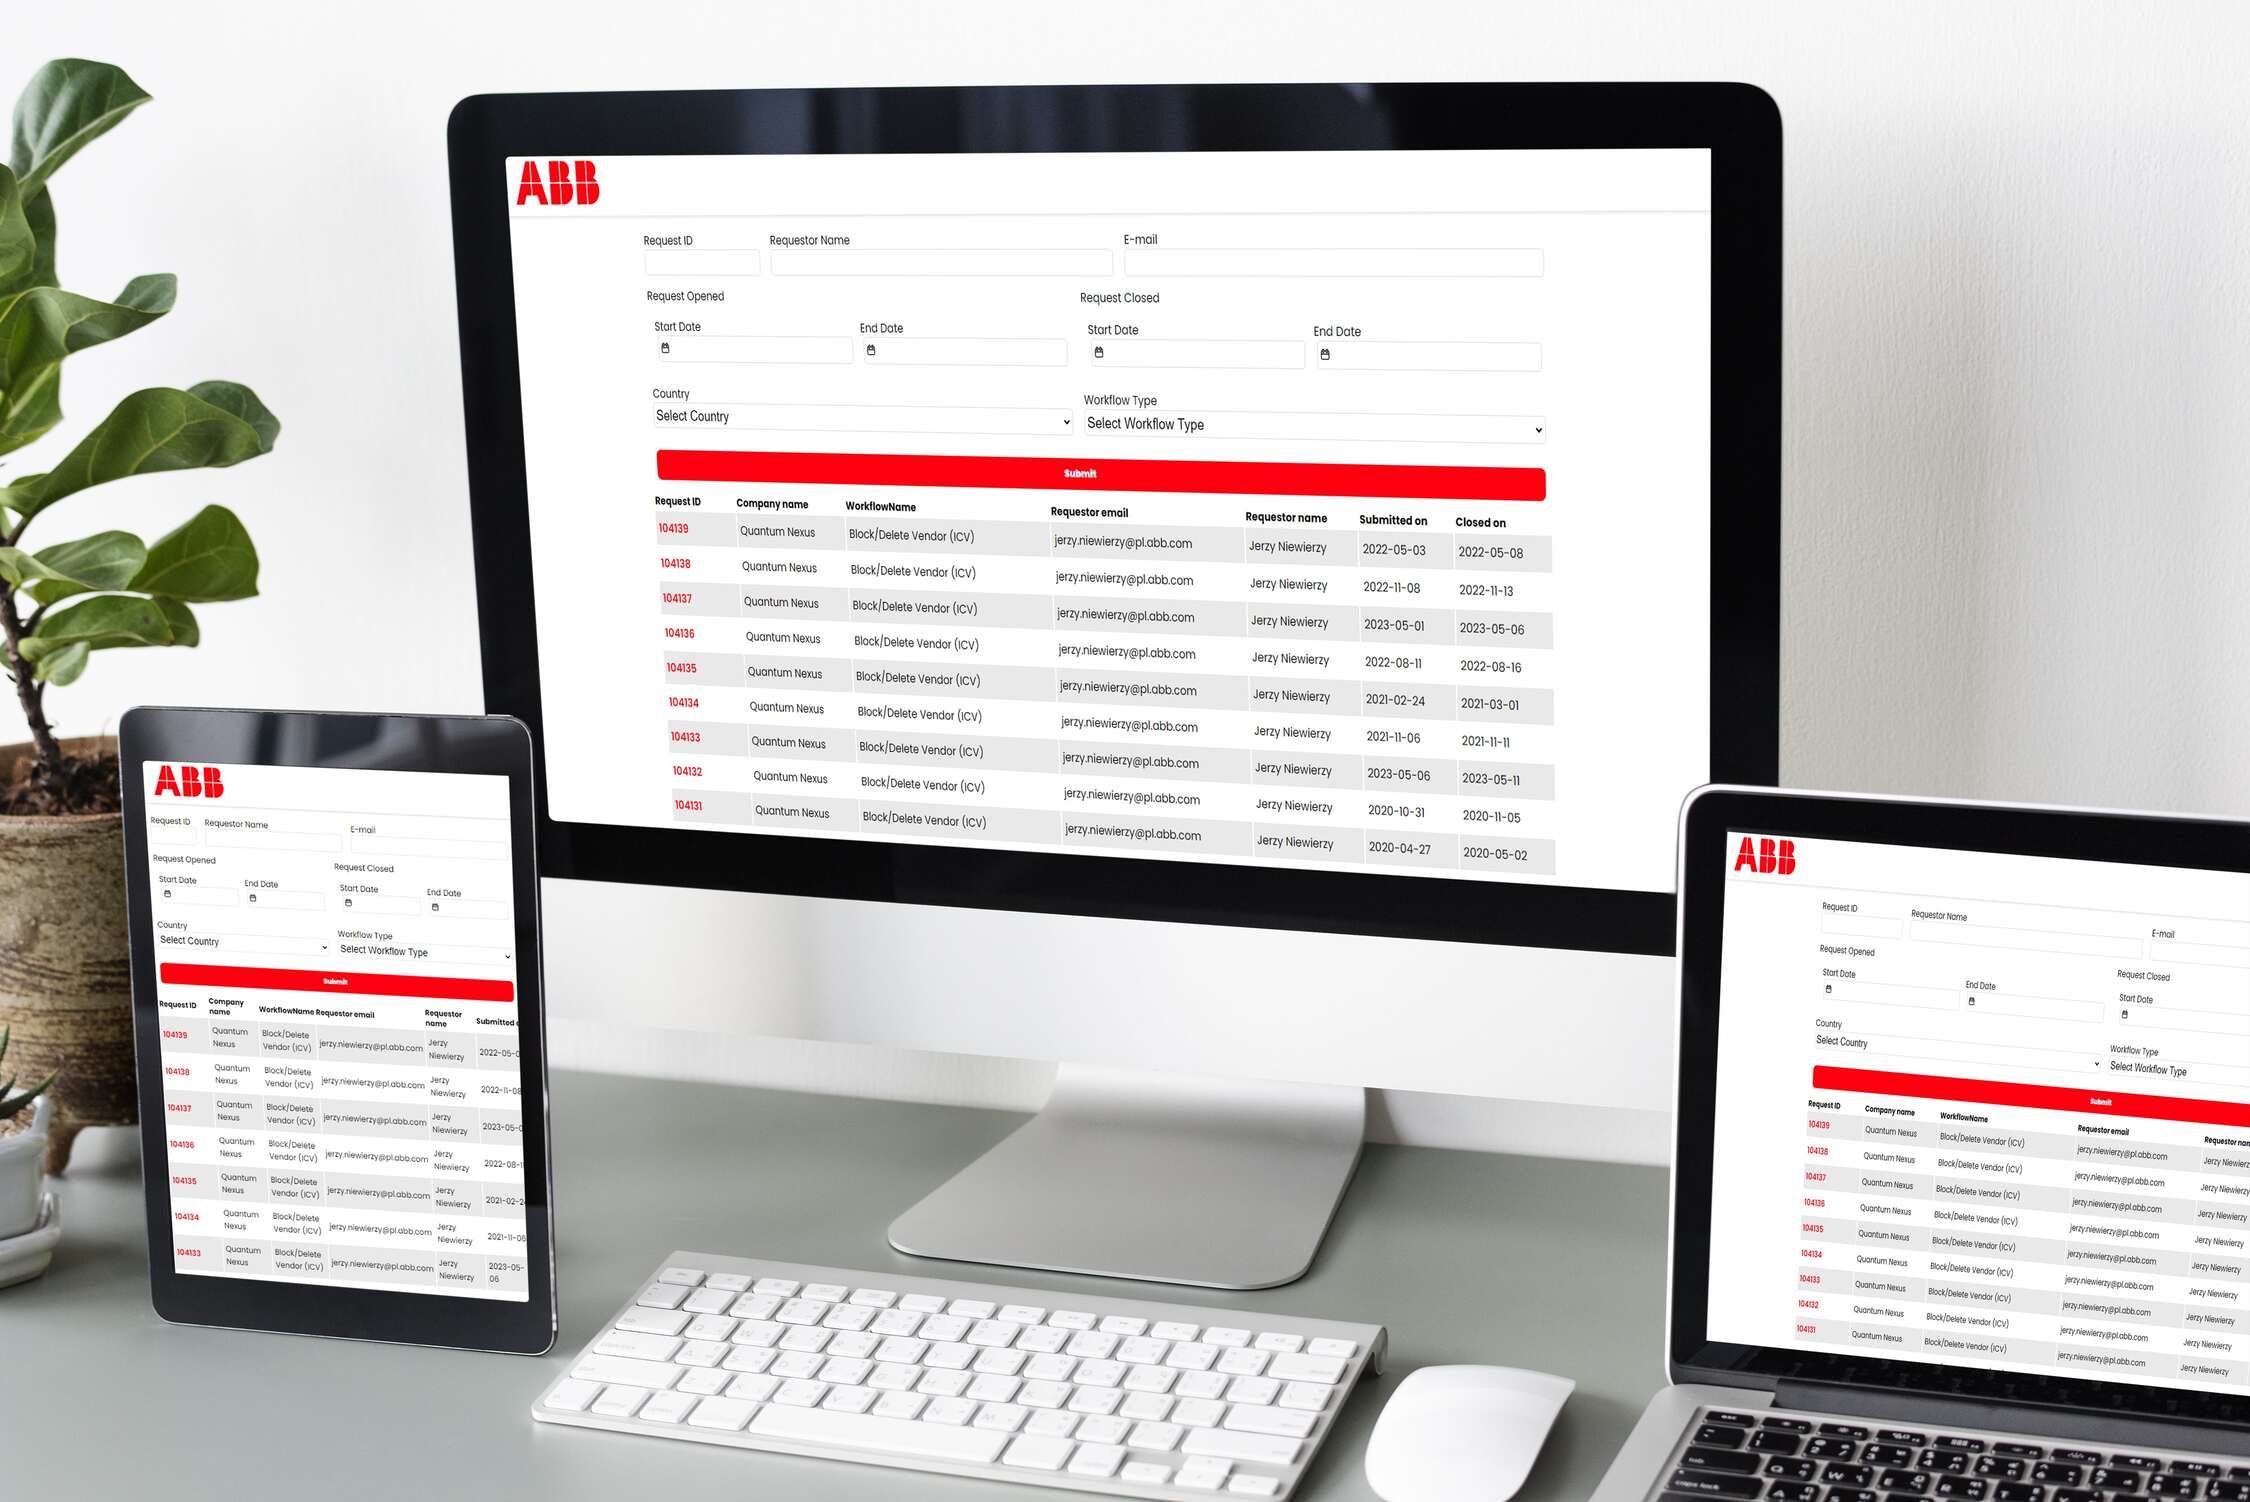 ABB
Request ID Requestor Name E-mail
Request Opened Request Closed
Start Date End Date Start Date End Date
Country Workflow Type
Select Country Select Workflow Type
Submit
Request ID Company name WorkflowName Requestor email Requestor name Submitted on Closed on
104139 Quantum Nexus Block/Delete Vendor (ICV) jerzy.niewierzy@pl.abb.com Jerzy Niewierzy 2022-05-03 2022-05-08
104138 Quantum Nexus Block/Delete Vendor (ICV) jerzy.niewierzy@pl.abb.com Jerzy Niewierzy 2022-11-08 2022-11-13
104137 Quantum Nexus Block/Delete Vendor (ICV) jerzy.niewierzy@pl.abb.com Jerzy Niewierzy 2023-05-01 2023-05-06
104136 Quantum Nexus Block/Delete Vendor (ICV) jerzy.niewierzy@pl.abb.com Jerzy Niewierzy 2022-08-11 2022-08-16
104135 Quantum Nexus Block/Delete Vendor (ICV) jerzy.niewierzy@pl.abb.com Jerzy Niewierzy 2021-02-24 2021-03-01
104134 Quantum Nexus Block/Delete Vendor (ICV) jerzy.niewierzy@pl.abb.com Jerzy Niewierzy 2021-11-06 2021-11-11
104133 Quantum Nexus Block/Delete Vendor (ICV) jerzy.niewierzy@pl.abb.com Jerzy Niewierzy 2023-05-06 2023-05-11
104132 Quantum Nexus Block/Delete Vendor (ICV) jerzy.niewierzy@pl.abb.com Jerzy Niewierzy 2020-10-31 2020-11-05
104131 Quantum Nexus Block/Delete Vendor (ICV) jerzy.niewierzy@pl.abb.com Jerzy Niewierzy 2020-04-27 2020-05-02
ABB
Request ID Requestor Name E-mail
Request Opened Request Closed
Start Date End Date Start Date End Date
Country Workflow Type
Select Country Select Workflow Type
Submit
Request ID Company name WorkflowName Requestor email Requestor name Submitted
104139 Quantum Nexus Block/Delete Vendor (ICV) jerzy.niewierzy@pl.abb.com Jerzy Niewierzy 2022-05-0
104138 Quantum Nexus Block/Delete Vendor (ICV) jerzy.niewierzy@pl.abb.com Jerzy Niewierzy 2022-11-08
104137 Quantum Nexus Block/Delete Vendor (ICV) jerzy.niewierzy@pl.abb.com Jerzy Niewierzy 2023-05-0
104136 Quantum Nexus Block/Delete Vendor (ICV) jerzy.niewierzy@pl.abb.com Jerzy Niewierzy 2022-08-1
104135 Quantum Nexus Block/Delete Vendor (ICV) jerzy.niewierzy@pl.abb.com Jerzy Niewierzy 2021-02-2
104134 Quantum Nexus Block/Delete Vendor (ICV) jerzy.niewierzy@pl.abb.com Jerzy Niewierzy 2021-11-06
104133 Quantum Nexus Block/Delete Vendor (ICV) jerzy.niewierzy@pl.abb.com Jerzy Niewierzy 2023-05-06
ABB
Request ID Requestor Name E-mail
Request Opened Request Closed
Start Date End Date Start Date
Country Workflow Type
Select Country Select Workflow Type
Submit
Request ID Company name WorkflowName Requestor email Requestor nam
104139 Quantum Nexus Block/Delete Vendor (ICV) jerzy.niewierzy@pl.abb.com Jerzy Niewierz
104138 Quantum Nexus Block/Delete Vendor (ICV) jerzy.niewierzy@pl.abb.com Jerzy Niewierzy
104137 Quantum Nexus Block/Delete Vendor (ICV) jerzy.niewierzy@pl.abb.com Jerzy Niewierzy
104136 Quantum Nexus Block/Delete Vendor (ICV) jerzy.niewierzy@pl.abb.com Jerzy Niewierzy
104135 Quantum Nexus Block/Delete Vendor (ICV) jerzy.niewierzy@pl.abb.com Jerzy Niewierzy
104134 Quantum Nexus Block/Delete Vendor (ICV) jerzy.niewierzy@pl.abb.com Jerzy Niewierzy
104133 Quantum Nexus Block/Delete Vendor (ICV) jerzy.niewierzy@pl.abb.com Jerzy Niewierzy
104132 Quantum Nexus Block/Delete Vendor (ICV) jerzy.niewierzy@pl.abb.com Jerzy Niewierzy
104131 Quantum Nexus Block/Delete Vendor (ICV) jerzy.niewierzy@pl.abb.com Jerzy Niewierzy